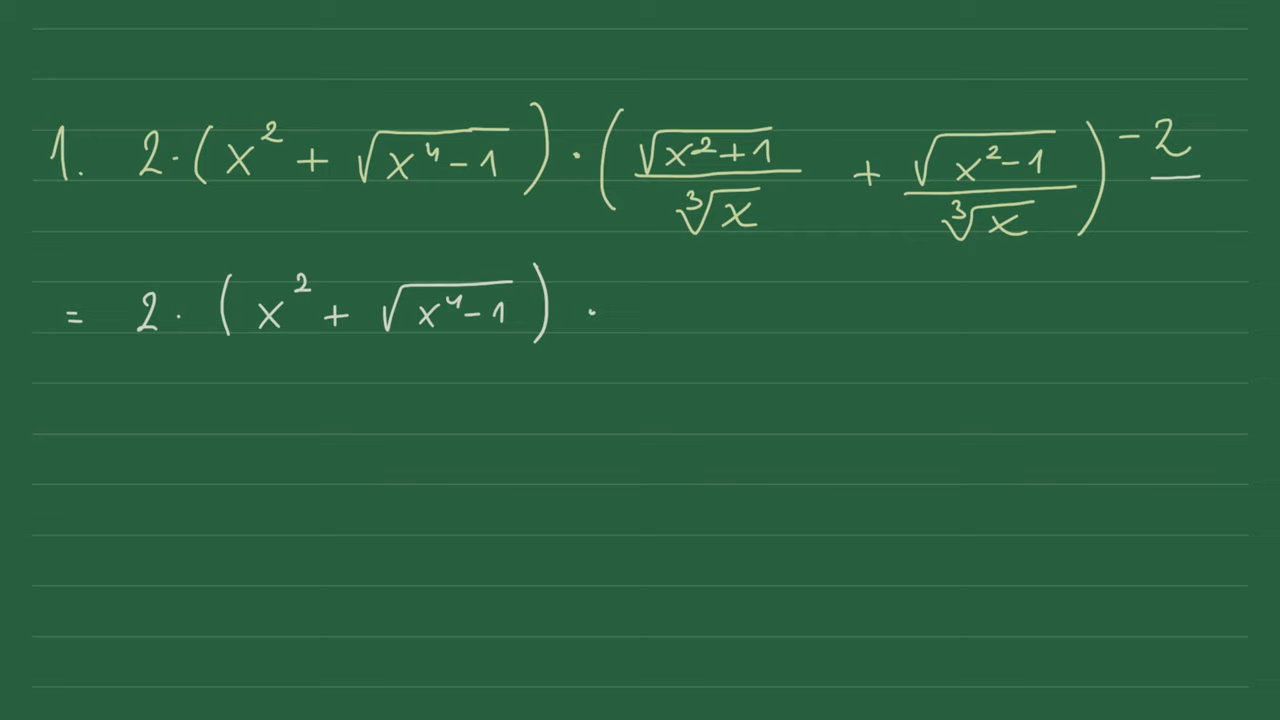 1. 2·(x² + √(x⁴-1))·(√(x²+1)/∛x + √(x²-1)/∛x)⁻²
= 2·(x² + √(x⁴-1))·